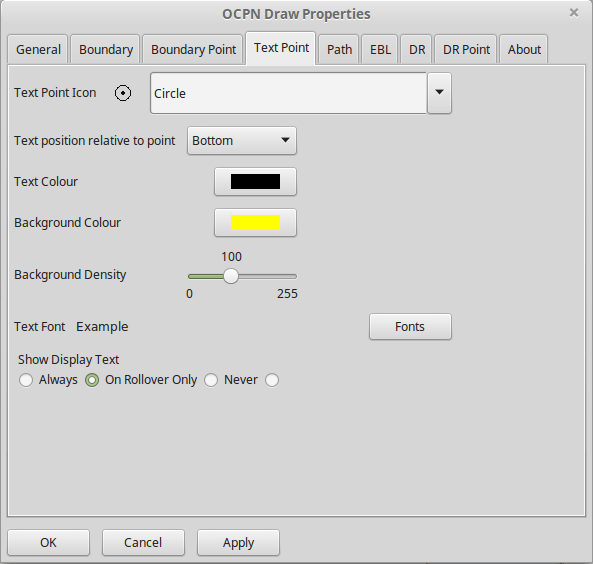 OCPN Draw Properties
General Boundary Boundary Point Text Point Path EBL DR DR Point About
Text Point Icon Circle
Text position relative to point Bottom
Text Colour
Background Colour
100
Background Density
0 255
Text Font Example Fonts
Show Display Text
Always On Rollover Only Never
OK Cancel Apply